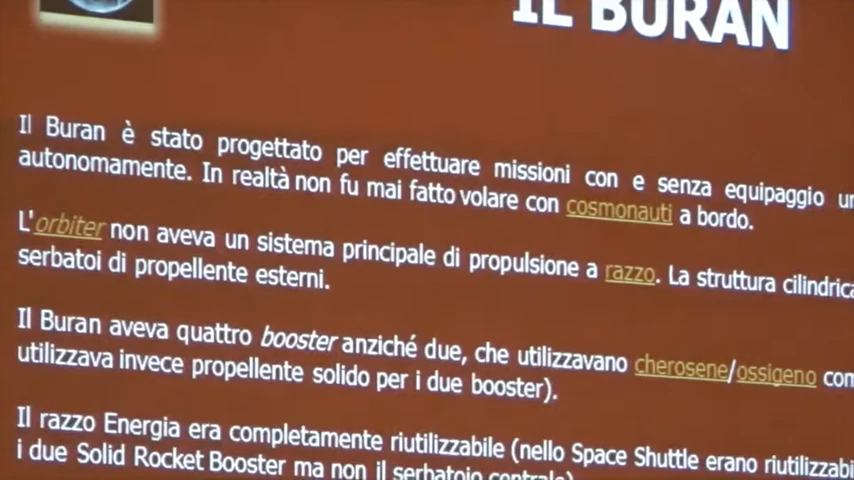 IL BURAN
Il Buran è stato progettato per effettuare missioni con e senza equipaggio
autonomamente. In realtà non fu mai fatto volare con cosmonauti a bordo.
L'orbiter non aveva un sistema principale di propulsione a razzo. La struttura
serbatoi di propellente esterni.
Il Buran aveva quattro booster anziché due, che utilizzavano cherosene/ossigeno
utilizzava invece propellente solido per i due booster).
Il razzo Energia era completamente riutilizzabile (nello Space Shuttle erano
i due Solid Rocket Booster ma non il serbatoio centrale)